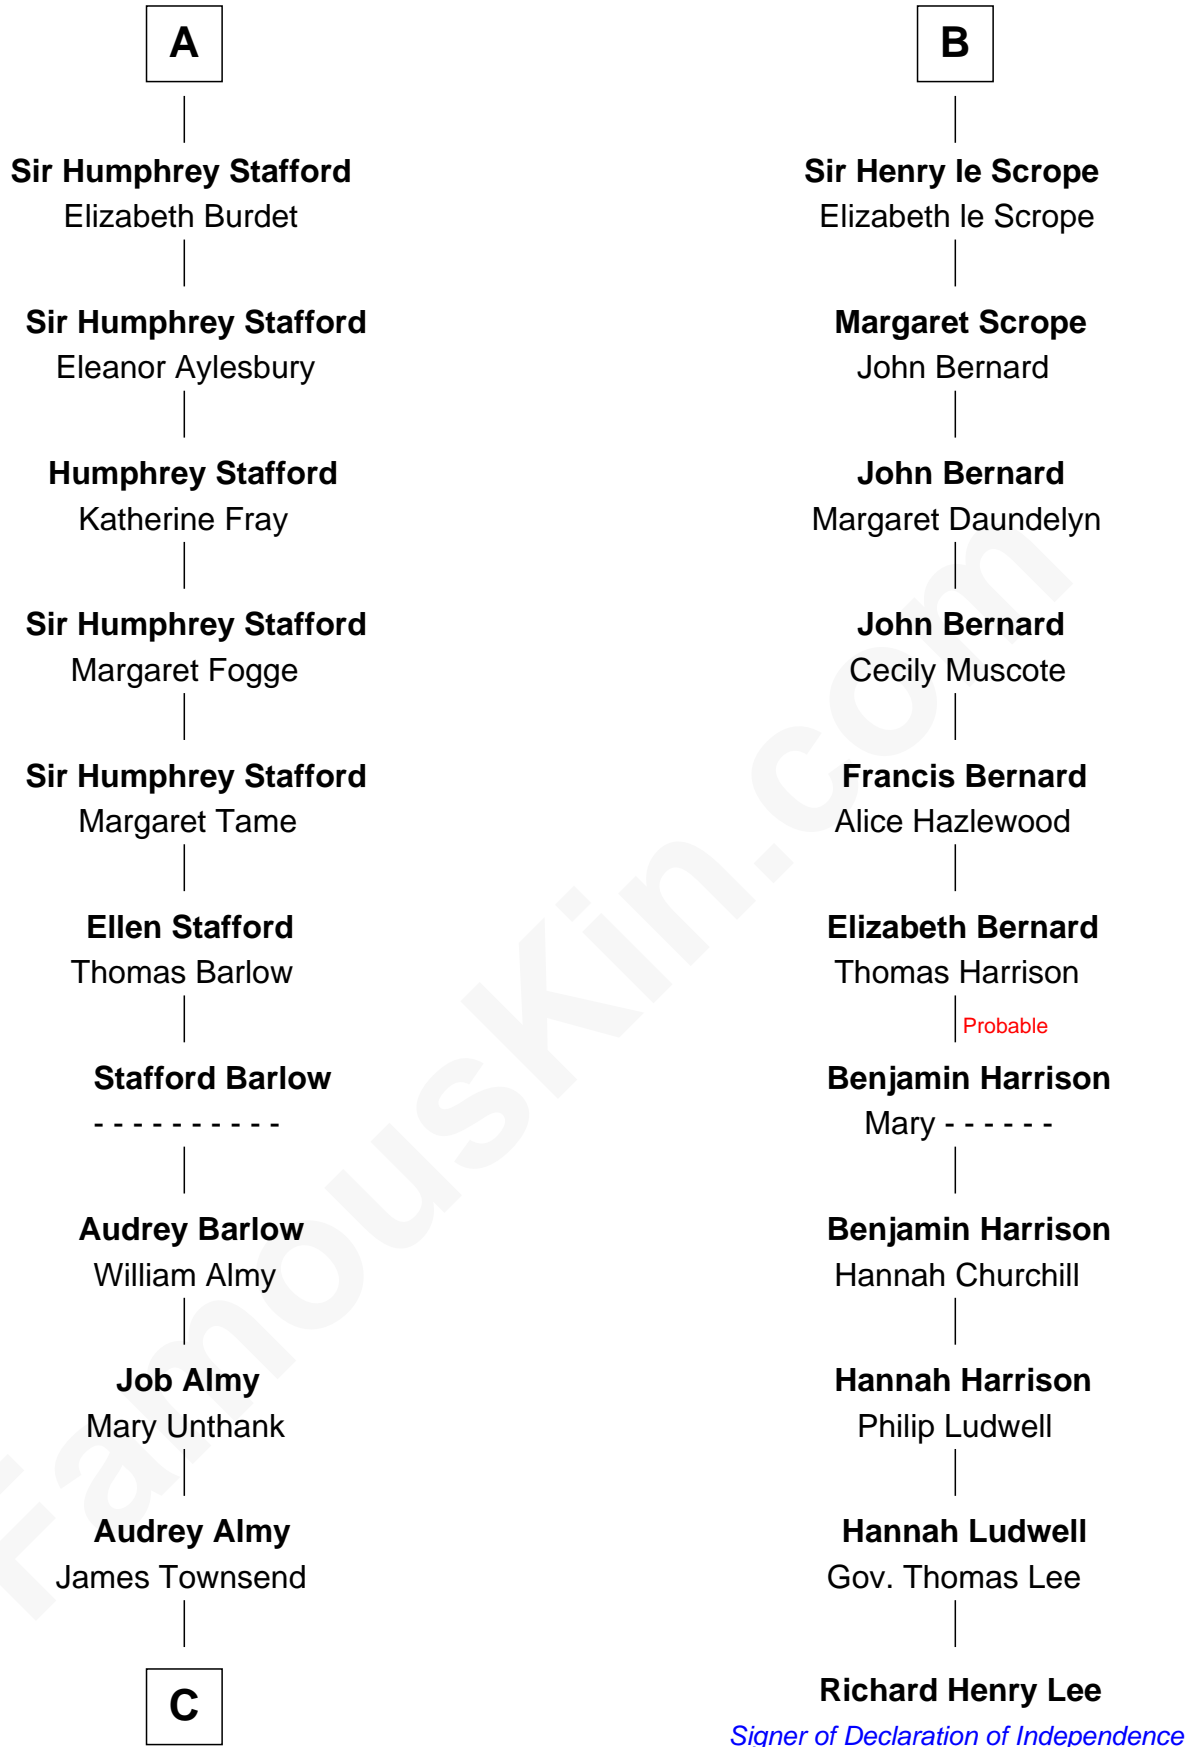 A
Sir Humphrey Stafford
Elizabeth Burdet
Sir Humphrey Stafford
Eleanor Aylesbury
Humphrey Stafford
Katherine Fray
Sir Humphrey Stafford
Margaret Fogge
Sir Humphrey Stafford
Margaret Tame
Ellen Stafford
Thomas Barlow
Stafford Barlow
- - - - - - - - - -
Audrey Barlow
William Almy
Job Almy
Mary Unthank
Audrey Almy
James Townsend
C
B
Sir Henry le Scrope
Elizabeth le Scrope
Margaret Scrope
John Bernard
John Bernard
Margaret Daundelyn
John Bernard
Cecily Muscote
Francis Bernard
Alice Hazlewood
Elizabeth Bernard
Thomas Harrison
Probable
Benjamin Harrison
Mary - - - - - -
Benjamin Harrison
Hannah Churchill
Hannah Harrison
Philip Ludwell
Hannah Ludwell
Gov. Thomas Lee
Richard Henry Lee
Signer of Declaration of Independence
FamousKin.com